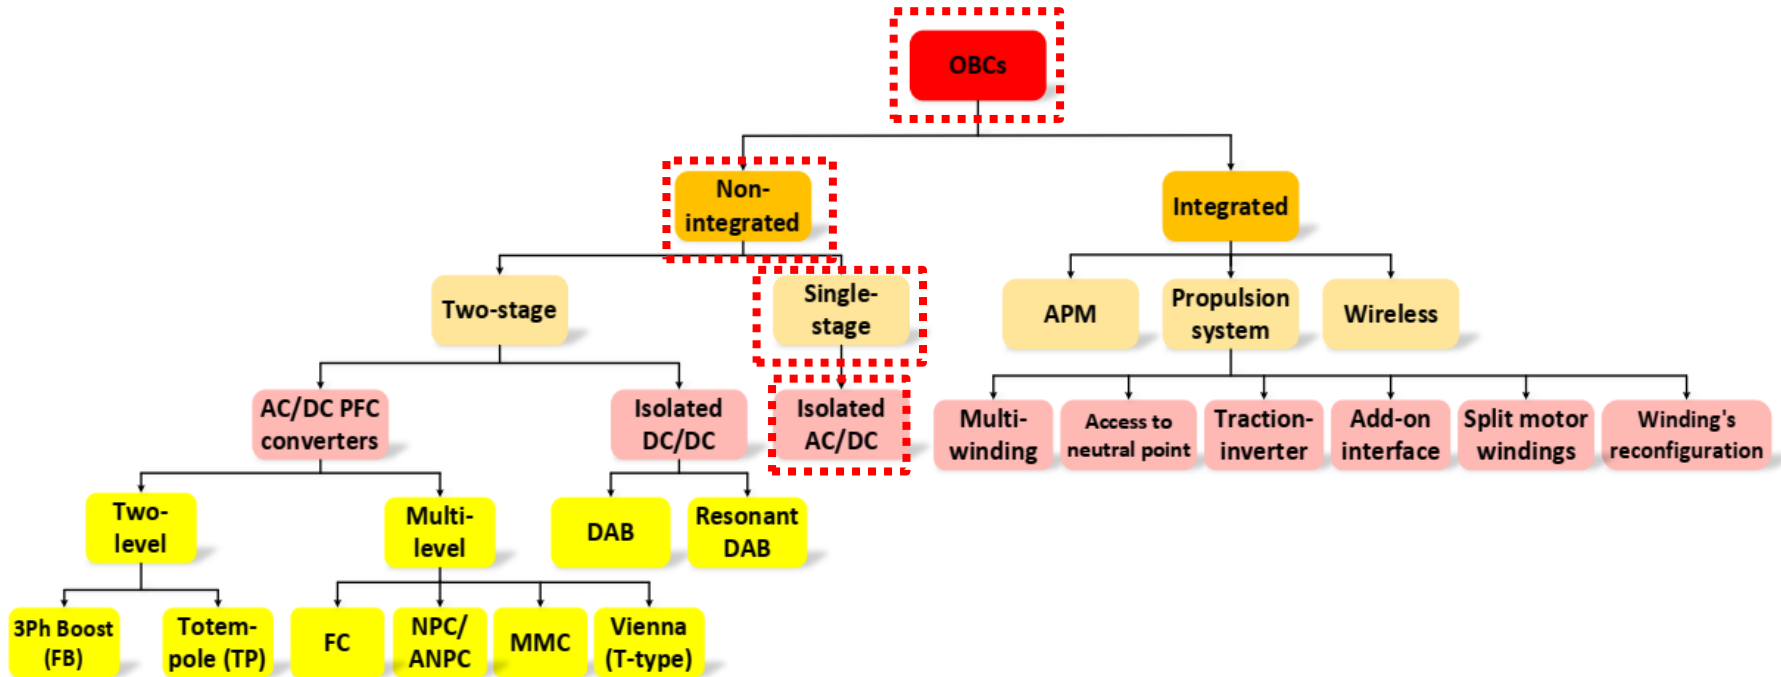 OBCs
Non-
integrated
Integrated
Two-stage
Single-
stage
APM
Propulsion
system
Wireless
AC/DC PFC
converters
Isolated
DC/DC
Isolated
AC/DC
Multi-
winding
Access to
neutral point
Traction-
inverter
Add-on
interface
Split motor
windings
Winding's
reconfiguration
Two-
level
Multi-
level
DAB
Resonant
DAB
3Ph Boost
(FB)
Totem-
pole (TP)
FC
NPC/
ANPC
MMC
Vienna
(T-type)